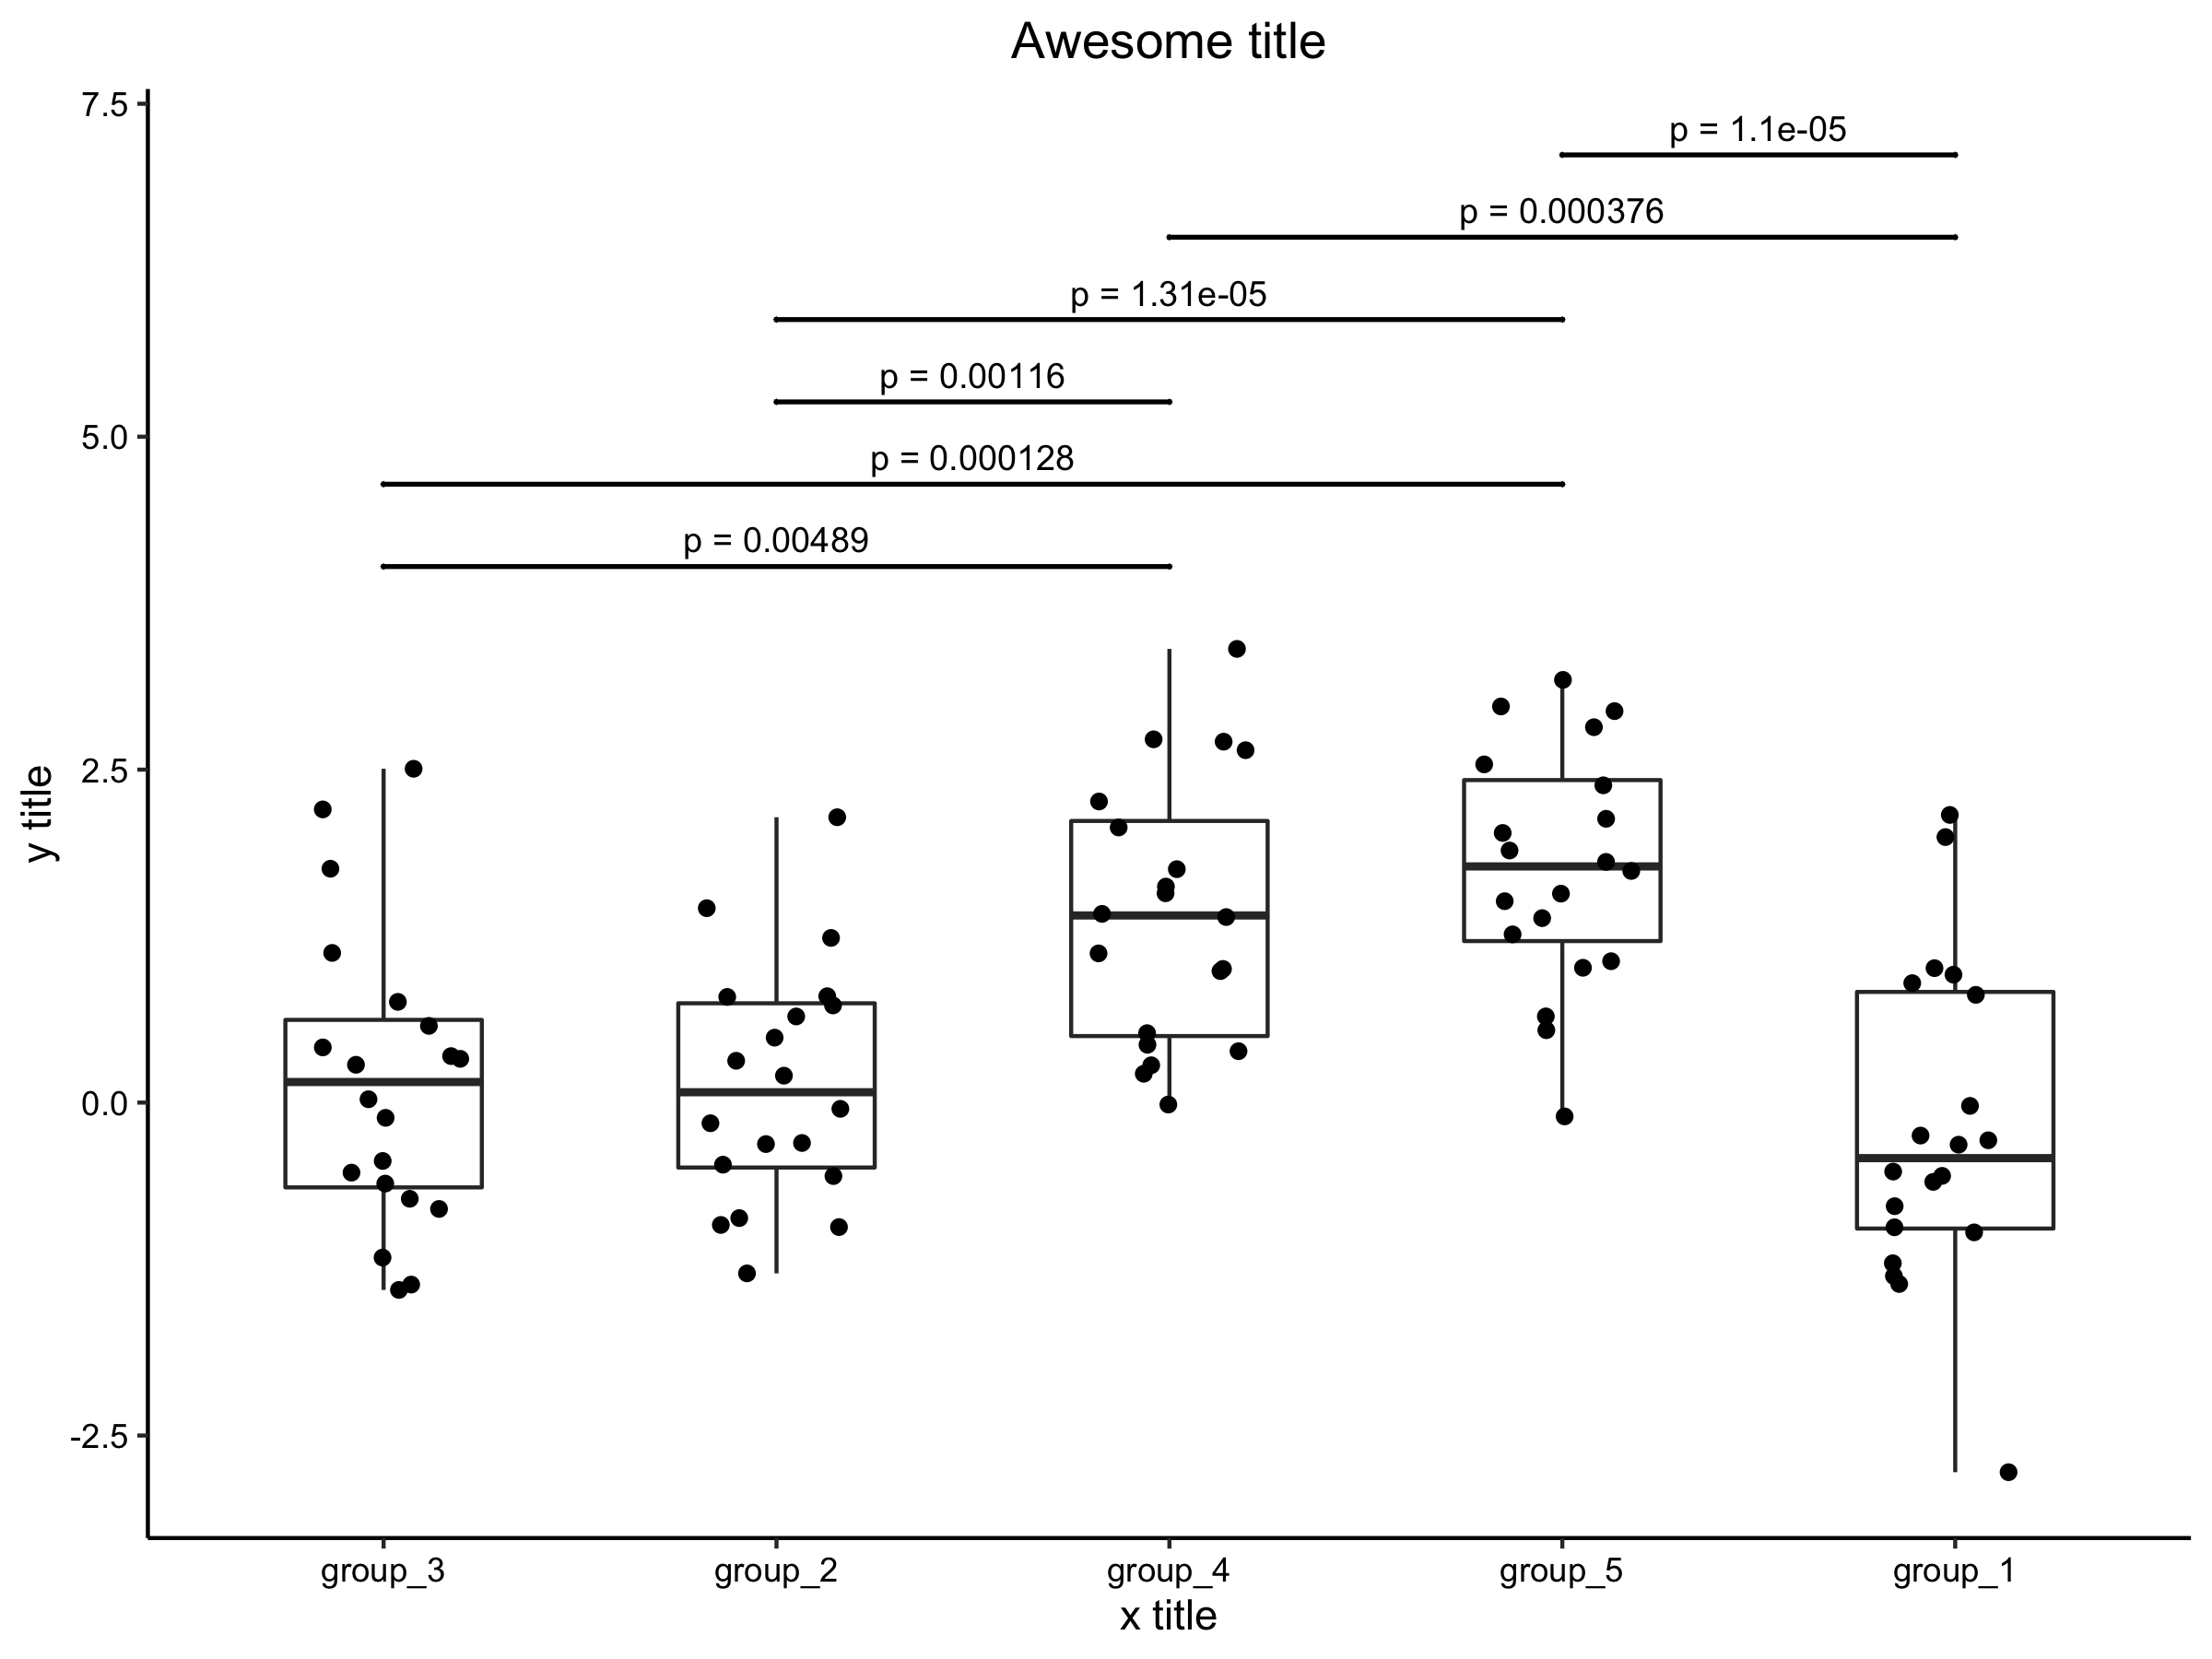 Awesome title
7.5
p = 1.1e-05
p = 0.000376
p = 1.31e-05
p = 0.00116
5.0
p = 0.000128
p = 0.00489
y title
2.5
0.0
-2.5
group_3 group_2 group_4 group_5 group_1
x title